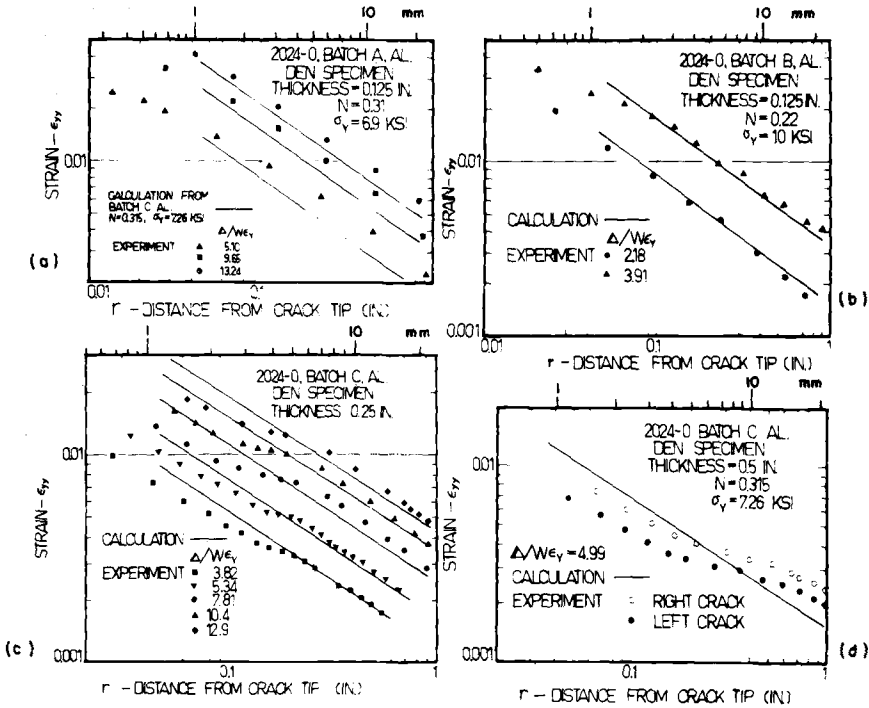 1 10 mm
2024-0, BATCH A, AL.
DEN SPECIMEN
THICKNESS=0.125 IN.
N=0.31
σY=6.9 KSI
STRAIN-εyy
0.01
CALCULATION FROM
BATCH C AL.
N=0.315, σY=7.26 KSI
Δ/WεY
EXPERIMENT ▲ 5.10
■ 9.66
● 13.24
(a)
0.01 0.1
r -DISTANCE FROM CRACK TIP (IN.)
1 10 mm
2024-0, BATCH B, AL.
DEN SPECIMEN
THICKNESS=0.125 IN.
N=0.22
σY=10 KSI
STRAIN-εyy
0.01
CALCULATION
Δ/WεY
EXPERIMENT ● 2.18
▲ 3.91
(b)
0.001
0.01 0.1 1
r -DISTANCE FROM CRACK TIP (IN.)
1 10 mm
2024-0, BATCH C, AL.
DEN SPECIMEN
THICKNESS 0.25 IN.
STRAIN-εyy
0.01
CALCULATION
Δ/WεY
EXPERIMENT ■ 3.82
▼ 5.34
● 7.81
▲ 10.4
◆ 12.9
(c)
0.001
0.1 1
r -DISTANCE FROM CRACK TIP (IN.)
1 10 mm
2024-0 BATCH C AL.
DEN SPECIMEN
THICKNESS=0.5 IN.
N=0.315
σY=7.26 KSI
STRAIN-εyy
0.01
Δ/WεY=4.99
CALCULATION
EXPERIMENT ○ RIGHT CRACK
● LEFT CRACK
(d)
0.001
0.1 1
r -DISTANCE FROM CRACK TIP (IN.)